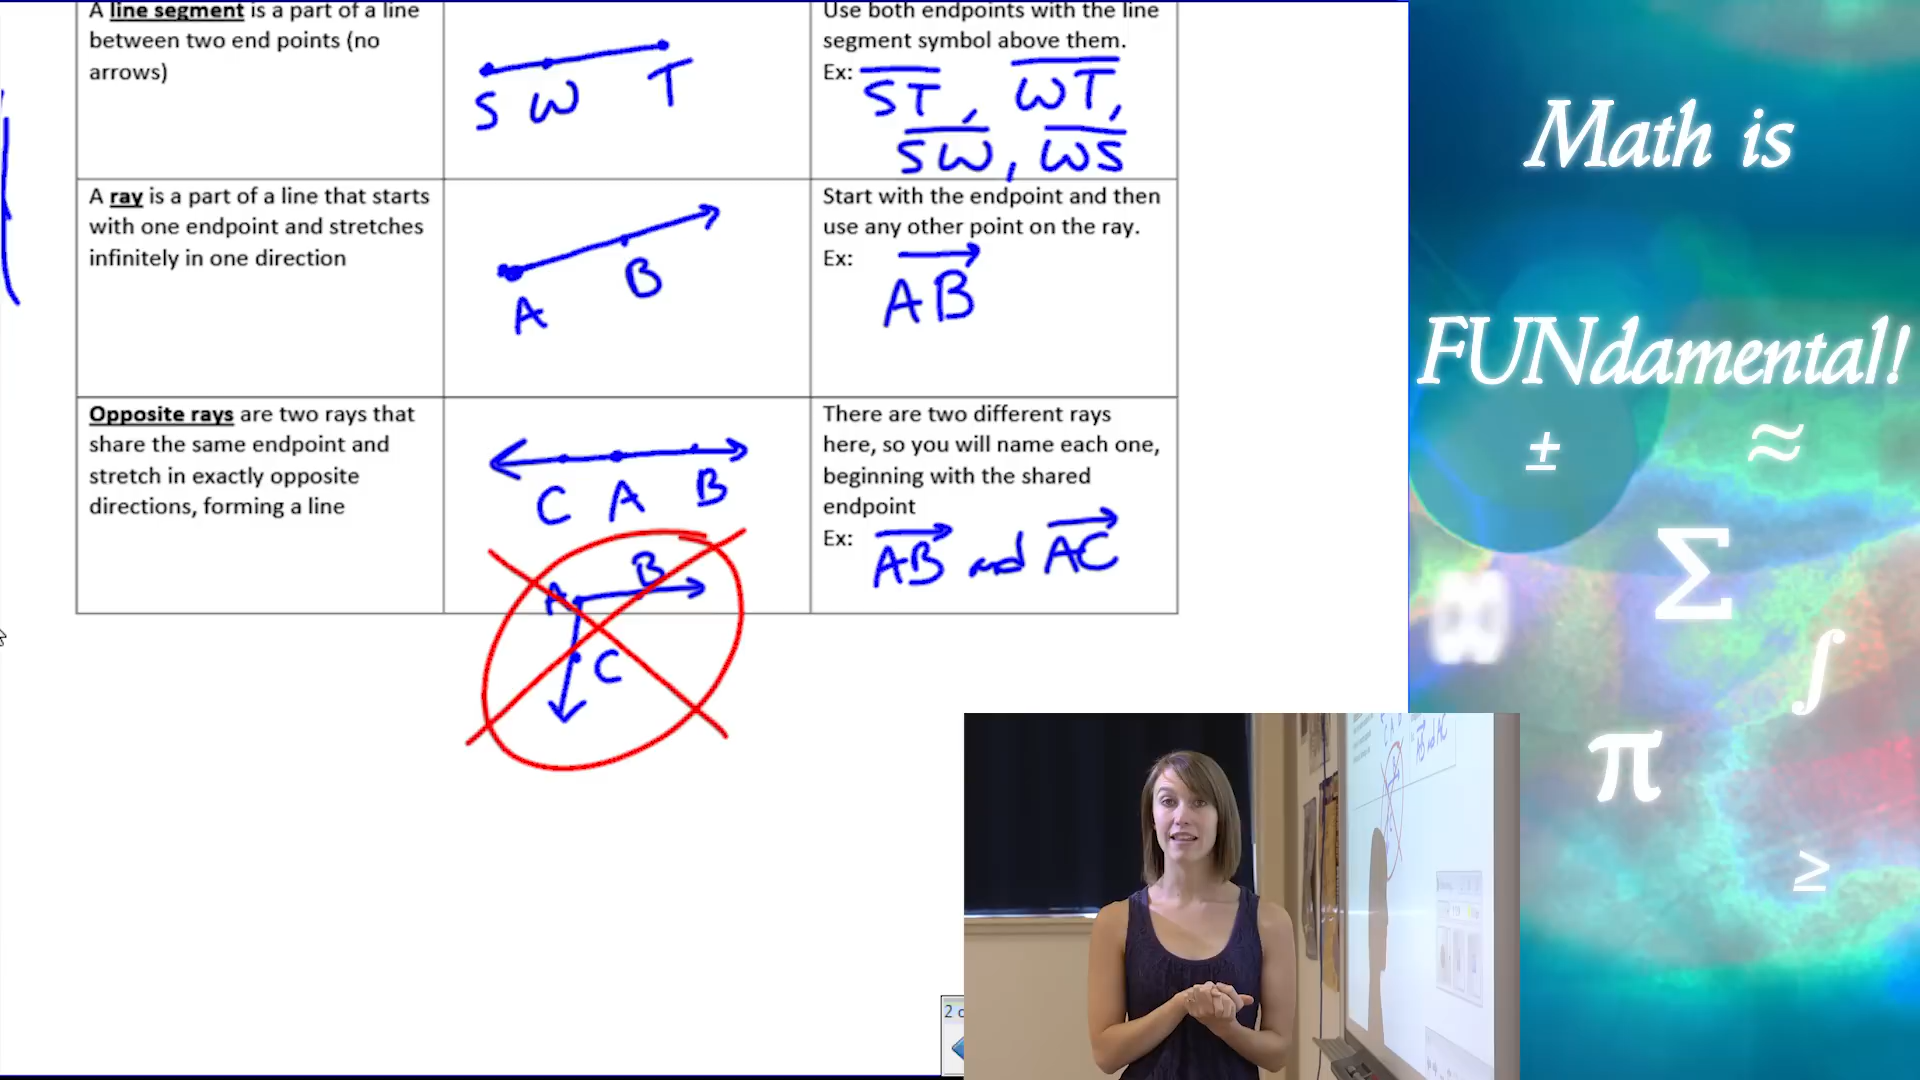 A line segment is a part of a line
between two end points (no
arrows)
S W T
Use both endpoints with the line
segment symbol above them.
Ex: ST, WT,
SW, WS
A ray is a part of a line that starts
with one endpoint and stretches
infinitely in one direction
A B
Start with the endpoint and then
use any other point on the ray.
Ex:
AB
Opposite rays are two rays that
share the same endpoint and
stretch in exactly opposite
directions, forming a line
C A B
A B
C
There are two different rays
here, so you will name each one,
beginning with the shared
endpoint
Ex: AB and AC
Math is
FUNdamental!
± ≈
Σ
∫
π
≥
AB and AC